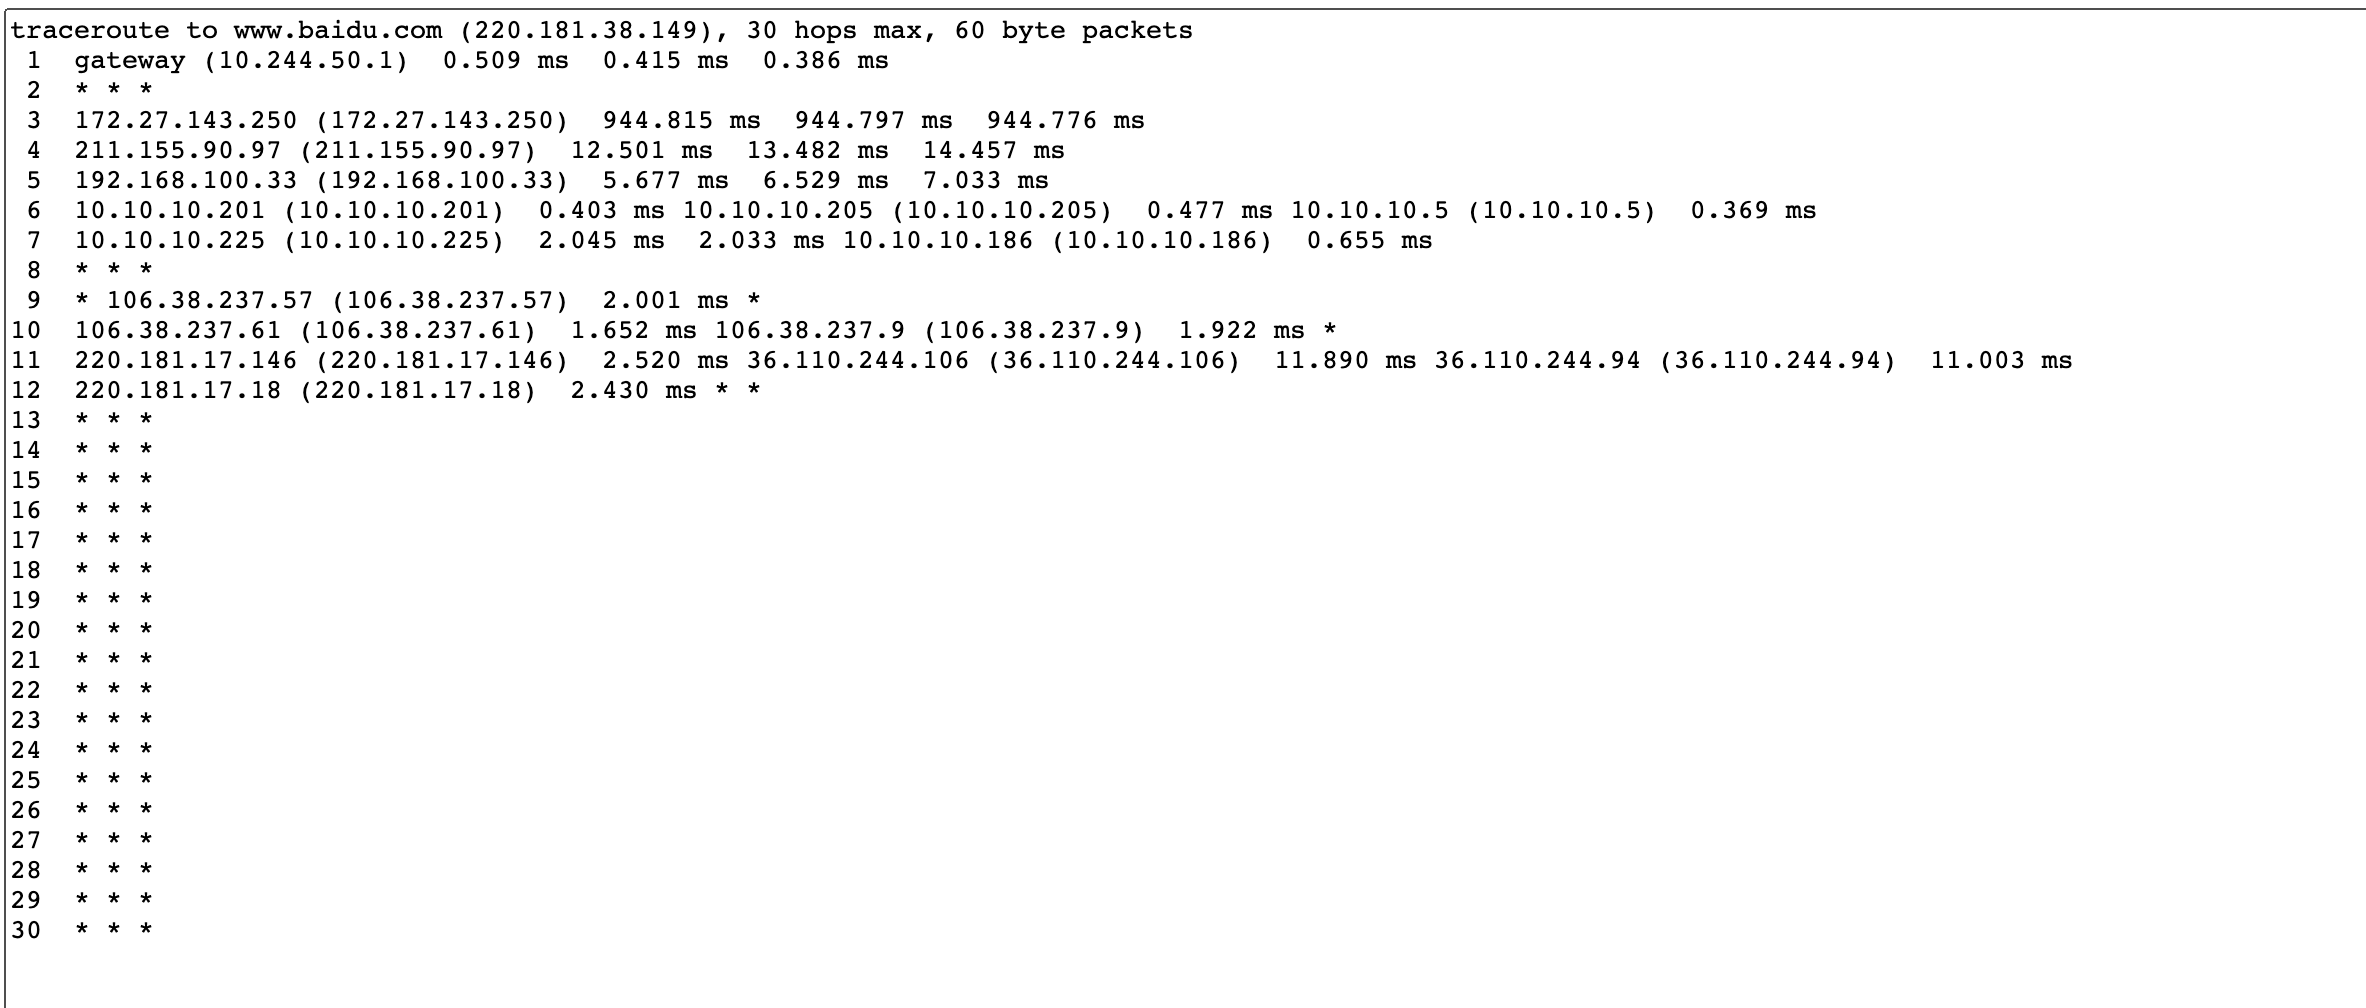 traceroute to www.baidu.com (220.181.38.149), 30 hops max, 60 byte packets
 1  gateway (10.244.50.1)  0.509 ms  0.415 ms  0.386 ms
 2  * * *
 3  172.27.143.250 (172.27.143.250)  944.815 ms  944.797 ms  944.776 ms
 4  211.155.90.97 (211.155.90.97)  12.501 ms  13.482 ms  14.457 ms
 5  192.168.100.33 (192.168.100.33)  5.677 ms  6.529 ms  7.033 ms
 6  10.10.10.201 (10.10.10.201)  0.403 ms 10.10.10.205 (10.10.10.205)  0.477 ms 10.10.10.5 (10.10.10.5)  0.369 ms
 7  10.10.10.225 (10.10.10.225)  2.045 ms  2.033 ms 10.10.10.186 (10.10.10.186)  0.655 ms
 8  * * *
 9  * 106.38.237.57 (106.38.237.57)  2.001 ms *
10  106.38.237.61 (106.38.237.61)  1.652 ms 106.38.237.9 (106.38.237.9)  1.922 ms *
11  220.181.17.146 (220.181.17.146)  2.520 ms 36.110.244.106 (36.110.244.106)  11.890 ms 36.110.244.94 (36.110.244.94)  11.003 ms
12  220.181.17.18 (220.181.17.18)  2.430 ms * *
13  * * *
14  * * *
15  * * *
16  * * *
17  * * *
18  * * *
19  * * *
20  * * *
21  * * *
22  * * *
23  * * *
24  * * *
25  * * *
26  * * *
27  * * *
28  * * *
29  * * *
30  * * *